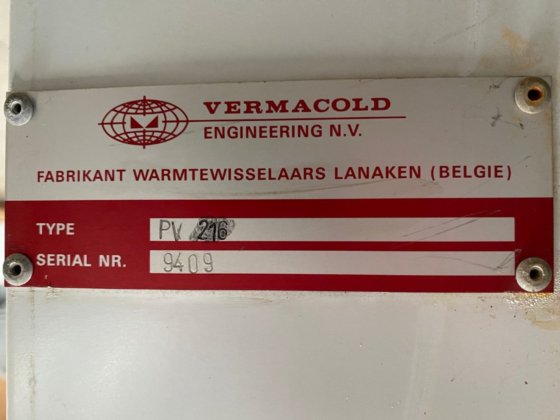 VERMACOLD
ENGINEERING N.V.
FABRIKANT WARMTEWISSELAARS LANAKEN (BELGIE)
TYPE PV 216
SERIAL NR. 9409